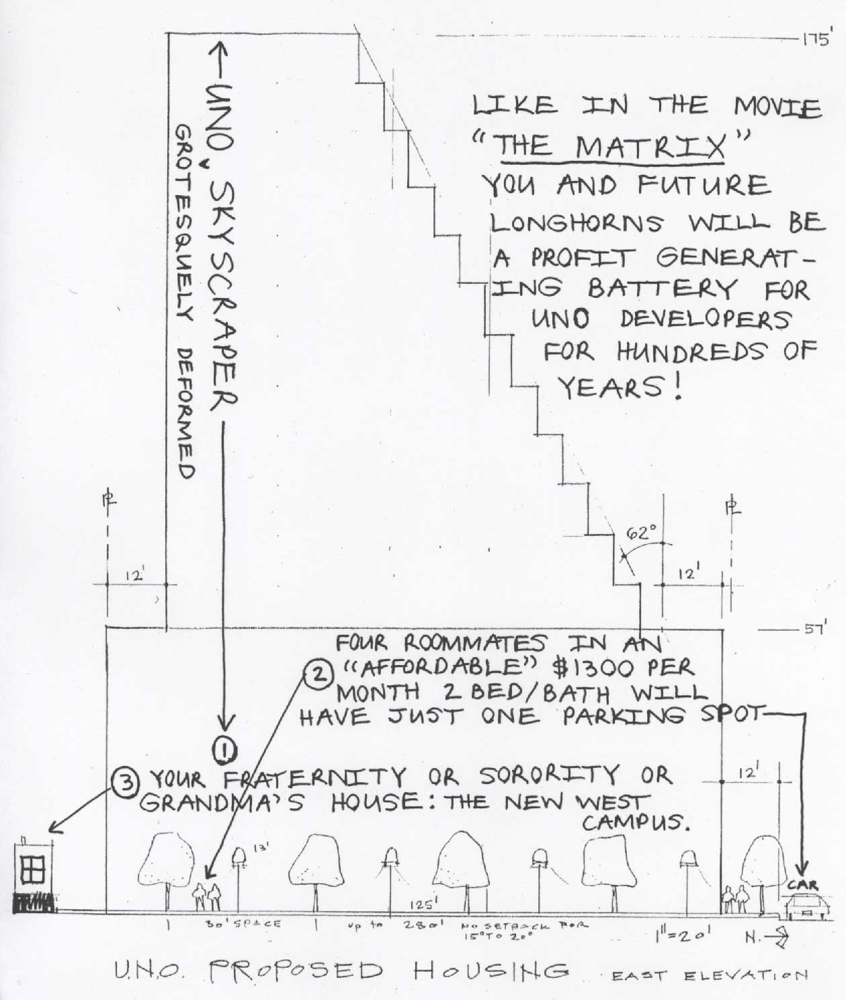 175'
UNO, SKYSCRAPER
GROTESQUELY DEFORMED
LIKE IN THE MOVIE
"THE MATRIX"
YOU AND FUTURE
LONGHORNS WILL BE
A PROFIT GENERAT-
ING BATTERY FOR
UNO DEVELOPERS
FOR HUNDREDS OF
YEARS!
PL
PL
62°
12'
12'
57'
FOUR ROOMMATES IN AN
2 "AFFORDABLE" $1300 PER
MONTH 2 BED/BATH WILL
HAVE JUST ONE PARKING SPOT
1
12'
3 YOUR FRATERNITY OR SORORITY OR
GRANDMA'S HOUSE: THE NEW WEST
CAMPUS.
13'
CAR
125'
30' SPACE
up to 280'
NO SETBACK FOR
15° TO 20°
1"=20'
N.
U.N.O. PROPOSED HOUSING EAST ELEVATION